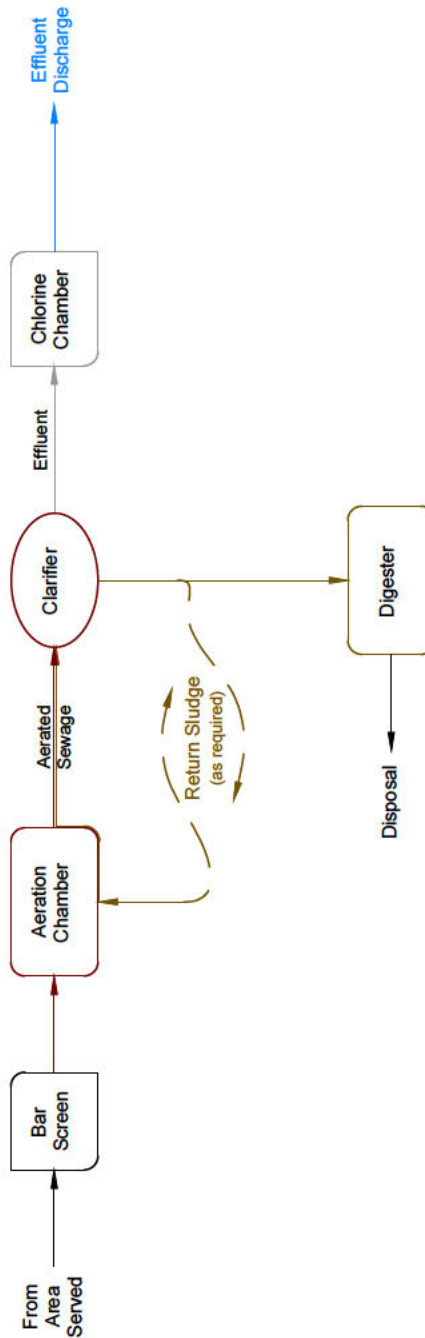 From
Area
Served
Bar
Screen
Aeration
Chamber
Aerated
Sewage
Clarifier
Effluent
Chlorine
Chamber
Effluent
Discharge
Return Sludge
(as required)
Digester
Disposal